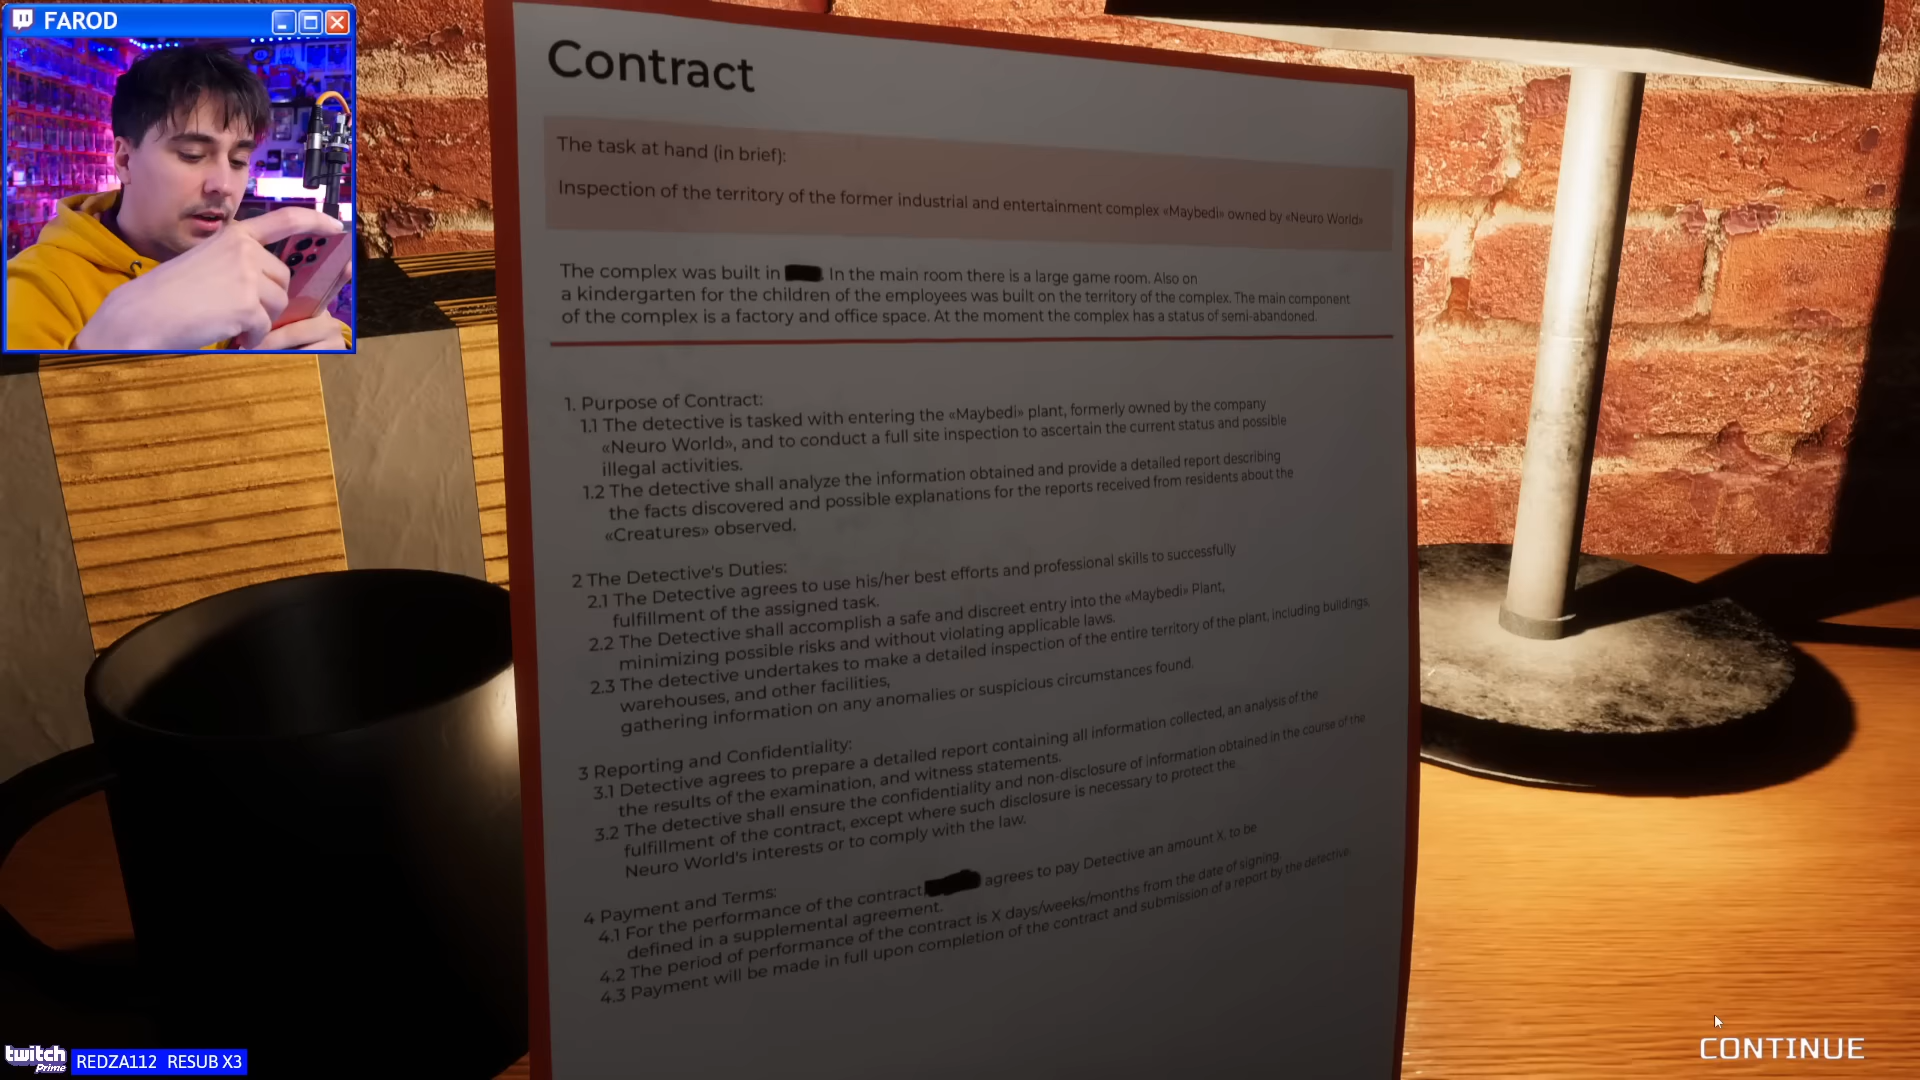 FAROD
Contract
The task at hand (in brief):
Inspection of the territory of the former industrial and entertainment complex «Maybedi» owned by «Neuro World»
The complex was built in . In the main room there is a large game room. Also on
a kindergarten for the children of the employees was built on the territory of the complex. The main component
of the complex is a factory and office space. At the moment the complex has a status of semi-abandoned.
1. Purpose of Contract:
1.1 The detective is tasked with entering the «Maybedi» plant, formerly owned by the company
«Neuro World», and to conduct a full site inspection to ascertain the current status and possible
illegal activities.
1.2 The detective shall analyze the information obtained and provide a detailed report describing
the facts discovered and possible explanations for the reports received from residents about the
«Creatures» observed.
2 The Detective's Duties:
2.1 The Detective agrees to use his/her best efforts and professional skills to successfully
fulfillment of the assigned task.
2.2 The Detective shall accomplish a safe and discreet entry into the «Maybedi» Plant,
minimizing possible risks and without violating applicable laws.
2.3 The detective undertakes to make a detailed inspection of the entire territory of the plant, including buildings,
warehouses, and other facilities,
gathering information on any anomalies or suspicious circumstances found.
3 Reporting and Confidentiality:
3.1 Detective agrees to prepare a detailed report containing all information collected, an analysis of the
the results of the examination, and witness statements.
3.2 The detective shall ensure the confidentiality and non-disclosure of information obtained in the course of the
fulfillment of the contract, except where such disclosure is necessary to protect the
Neuro World's interests or to comply with the law.
4 Payment and Terms:
4.1 For the performance of the contract, agrees to pay Detective an amount X. to be
defined in a supplemental agreement.
4.2 The period of performance of the contract is X days/weeks/months from the date of signing.
4.3 Payment will be made in full upon completion of the contract and submission of a report by the detective.
CONTINUE
twitch
Prime
REDZA112 RESUB X3